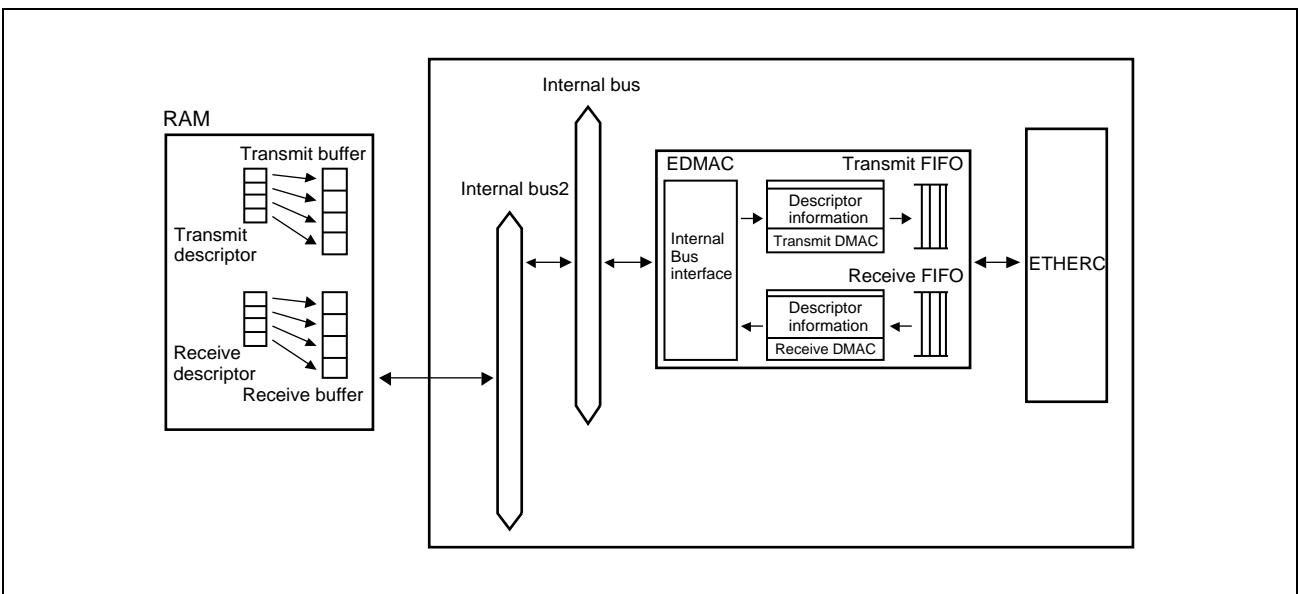 RAM
Transmit buffer
Transmit
descriptor
Receive
descriptor
Receive buffer
Internal bus2
Internal bus
EDMAC
Internal
Bus
interface
Transmit FIFO
Descriptor
information
Transmit DMAC
Receive FIFO
Descriptor
information
Receive DMAC
ETHERC